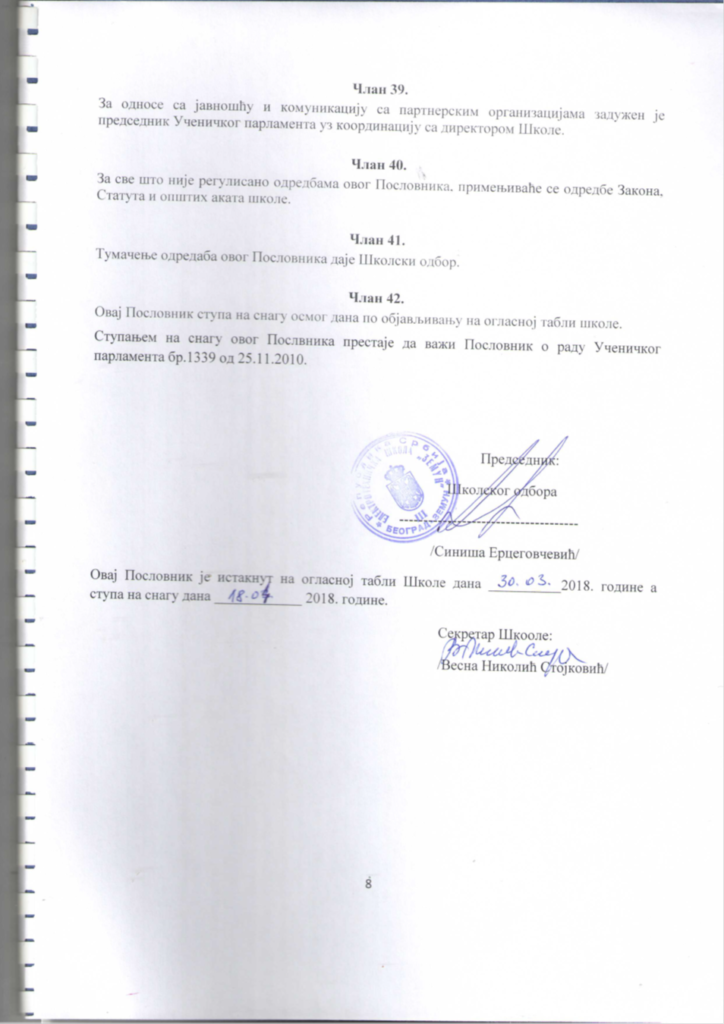 Члан 39.
За односе са јавношћу и комуникацију са партнерским организацијама задужен је
председник Ученичког парламента уз координацију са директором Школе.
Члан 40.
За све што није регулисано одредбама овог Пословника. примењиваће се одредбе Закона,
Статута и општих аката школе.
Члан 41.
Тумачење одредаба овог Пословника даје Школски одбор.
Члан 42.
Овај Пословник ступа на снагу осмог дана по објављивању на огласној табли школе.
Ступањем на снагу овог Послвника престаје да важи Пословник о раду Ученичког
парламента бр.1339 од 25.11.2010.
Председник:
Школског одбора
/Синиша Ерцеговчевић/
Овај Пословник је истакнут на огласној табли Школе дана 30.03. 2018. године а
ступа на снагу дана 18.04 2018. године.
Секретар Шкооле:
/Весна Николић Стојковић/
8